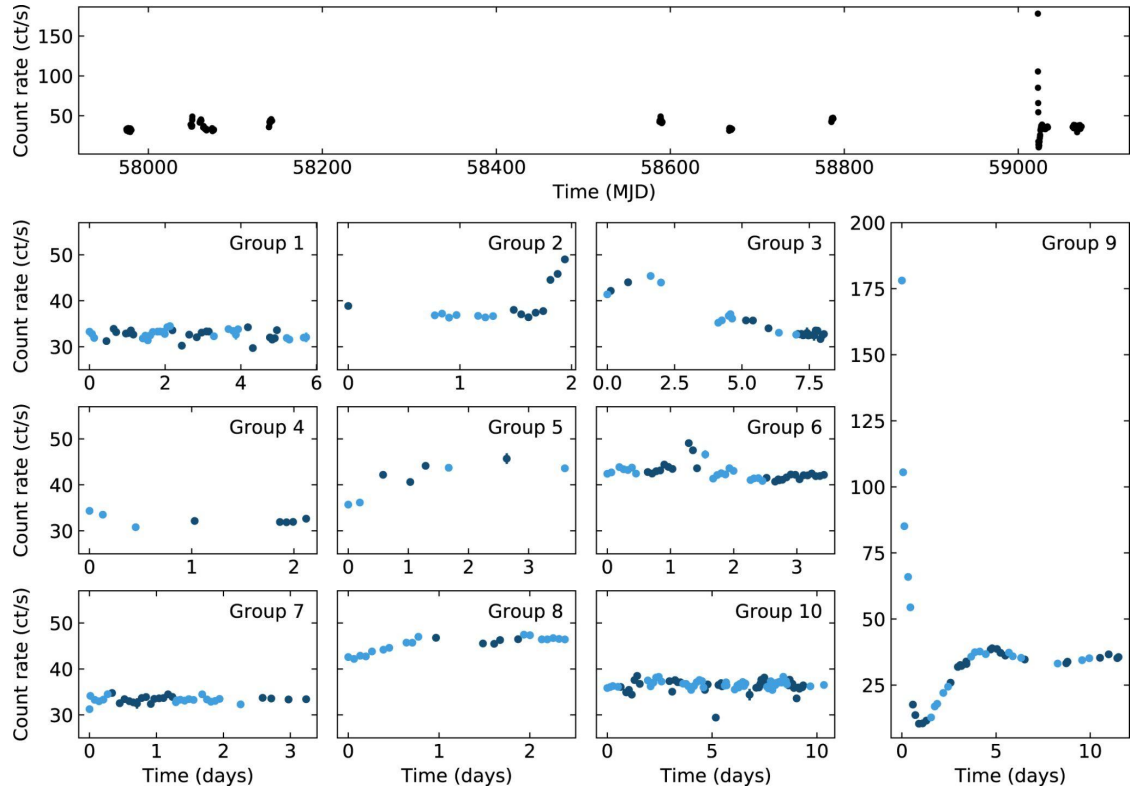 Count rate (ct/s)
150
100
50
58000 58200 58400 58600 58800 59000
Time (MJD)
Count rate (ct/s)
50
40
30
Group 1
0 2 4 6
Group 2
0 1 2
Group 3
0.0 2.5 5.0 7.5
Group 9
200
175
150
125
100
75
50
25
0 5 10
Time (days)
Count rate (ct/s)
50
40
30
Group 4
0 1 2
Group 5
0 1 2 3
Group 6
0 1 2 3
Count rate (ct/s)
50
40
30
Group 7
0 1 2 3
Time (days)
Group 8
0 1 2
Time (days)
Group 10
0 5 10
Time (days)